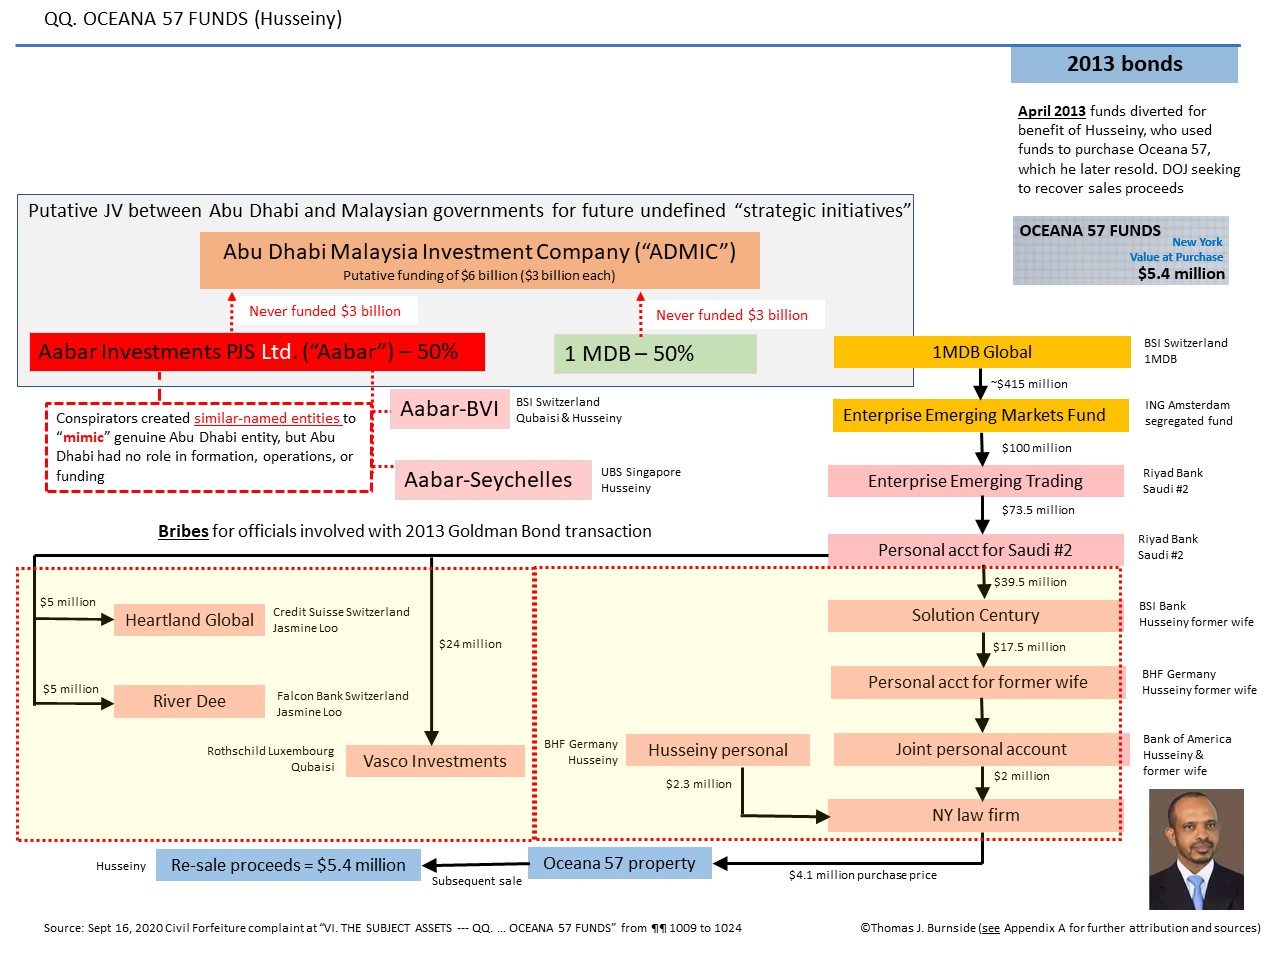 QQ. OCEANA 57 FUNDS (Husseiny)
2013 bonds
April 2013 funds diverted for
benefit of Husseiny, who used
funds to purchase Oceana 57,
which he later resold. DOJ seeking
to recover sales proceeds
OCEANA 57 FUNDS
New York
Value at Purchase
$5.4 million
Putative JV between Abu Dhabi and Malaysian governments for future undefined “strategic initiatives”
Abu Dhabi Malaysia Investment Company (“ADMIC”)
Putative funding of $6 billion ($3 billion each)
Never funded $3 billion
Never funded $3 billion
Aabar Investments PJS Ltd. (“Aabar”) – 50%
1 MDB – 50%
1MDB Global
BSI Switzerland
1MDB
~$415 million
Conspirators created similar-named entities to
“mimic” genuine Abu Dhabi entity, but Abu
Dhabi had no role in formation, operations, or
funding
Aabar-BVI
BSI Switzerland
Qubaisi & Husseiny
Enterprise Emerging Markets Fund
ING Amsterdam
segregated fund
$100 million
Aabar-Seychelles
UBS Singapore
Husseiny
Enterprise Emerging Trading
Riyad Bank
Saudi #2
$73.5 million
Bribes for officials involved with 2013 Goldman Bond transaction
Personal acct for Saudi #2
Riyad Bank
Saudi #2
$39.5 million
$5 million
Heartland Global
Credit Suisse Switzerland
Jasmine Loo
$24 million
Solution Century
BSI Bank
Husseiny former wife
$17.5 million
$5 million
River Dee
Falcon Bank Switzerland
Jasmine Loo
Personal acct for former wife
BHF Germany
Husseiny former wife
Rothschild Luxembourg
Qubaisi
Vasco Investments
BHF Germany
Husseiny
Husseiny personal
$2.3 million
Joint personal account
Bank of America
Husseiny &
former wife
$2 million
NY law firm
Husseiny
Re-sale proceeds = $5.4 million
Subsequent sale
Oceana 57 property
$4.1 million purchase price
Source: Sept 16, 2020 Civil Forfeiture complaint at “VI. THE SUBJECT ASSETS --- QQ. ... OCEANA 57 FUNDS” from ¶¶ 1009 to 1024
©Thomas J. Burnside (see Appendix A for further attribution and sources)